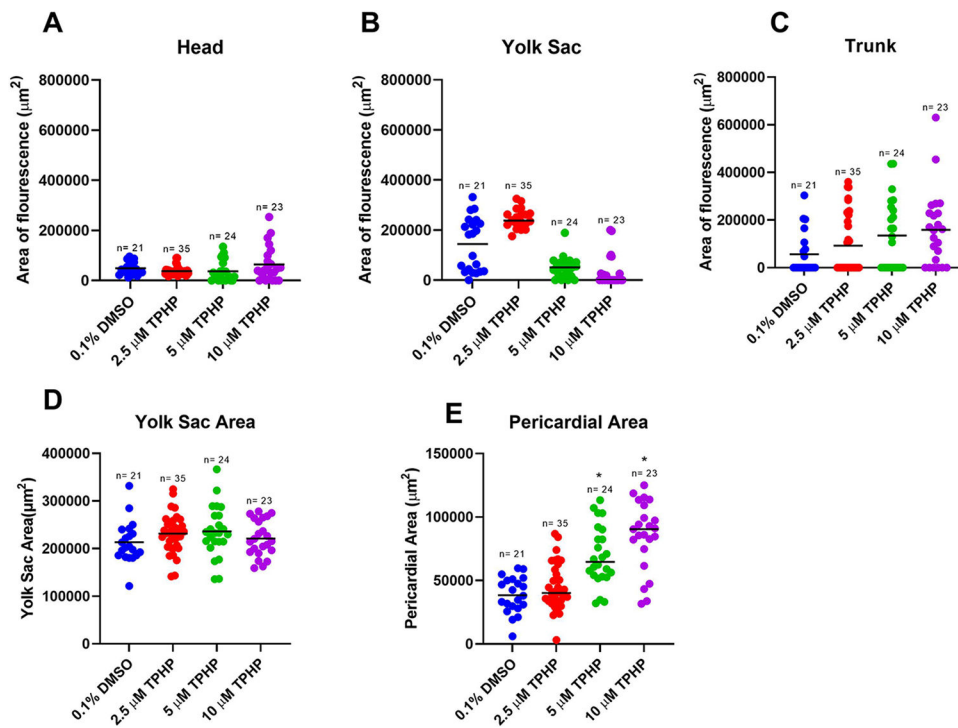 A
Head
Area of flourescence (μm²)
800000
600000
400000
200000
0
n= 21
n= 35
n= 24
n= 23
0.1% DMSO
2.5 μM TPHP
5 μM TPHP
10 μM TPHP
B
Yolk Sac
Area of flourescence (μm²)
800000
600000
400000
200000
0
n= 21
n= 35
n= 24
n= 23
0.1% DMSO
2.5 μM TPHP
5 μM TPHP
10 μM TPHP
C
Trunk
Area of flourescence (μm²)
800000
600000
400000
200000
0
n= 21
n= 35
n= 24
n= 23
0.1% DMSO
2.5 μM TPHP
5 μM TPHP
10 μM TPHP
D
Yolk Sac Area
Yolk Sac Area(μm²)
400000
300000
200000
100000
0
n= 21
n= 35
n= 24
n= 23
0.1% DMSO
2.5 μM TPHP
5 μM TPHP
10 μM TPHP
E
Pericardial Area
Pericardial Area (μm²)
150000
100000
50000
0
n= 21
n= 35
*
n= 24
*
n= 23
0.1% DMSO
2.5 μM TPHP
5 μM TPHP
10 μM TPHP